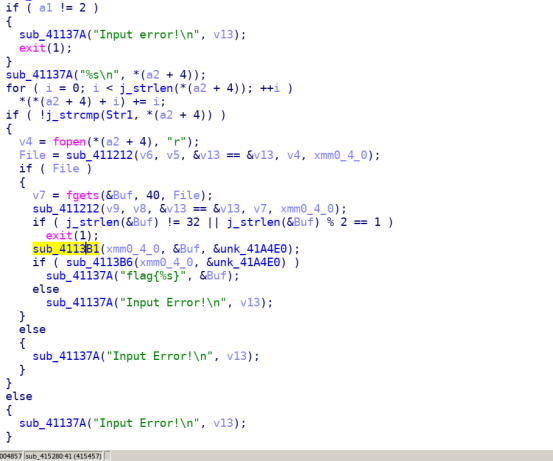 if ( a1 != 2 )
{
sub_41137A("Input error!\n", v13);
exit(1);
}
sub_41137A("%s\n", *(a2 + 4));
for ( i = 0; i < j_strlen(*(a2 + 4)); ++i )
*(*(a2 + 4) + i) += i;
if ( !j_strcmp(Str1, *(a2 + 4)) )
{
v4 = fopen(*(a2 + 4), "r");
File = sub_411212(v6, v5, &v13 == &v13, v4, xmm0_4_0);
if ( File )
{
v7 = fgets(&Buf, 40, File);
sub_411212(v9, v8, &v13 == &v13, v7, xmm0_4_0);
if ( j_strlen(&Buf) != 32 || j_strlen(&Buf) % 2 == 1 )
exit(1);
sub_4113B1(xmm0_4_0, &Buf, &unk_41A4E0);
if ( sub_4113B6(xmm0_4_0, &unk_41A4E0) )
sub_41137A("flag{%s}", &Buf);
else
sub_41137A("Input Error!\n", v13);
}
else
{
sub_41137A("Input Error!\n", v13);
}
}
else
{
sub_41137A("Input Error!\n", v13);
}
004857 sub_415280:41 (415457)